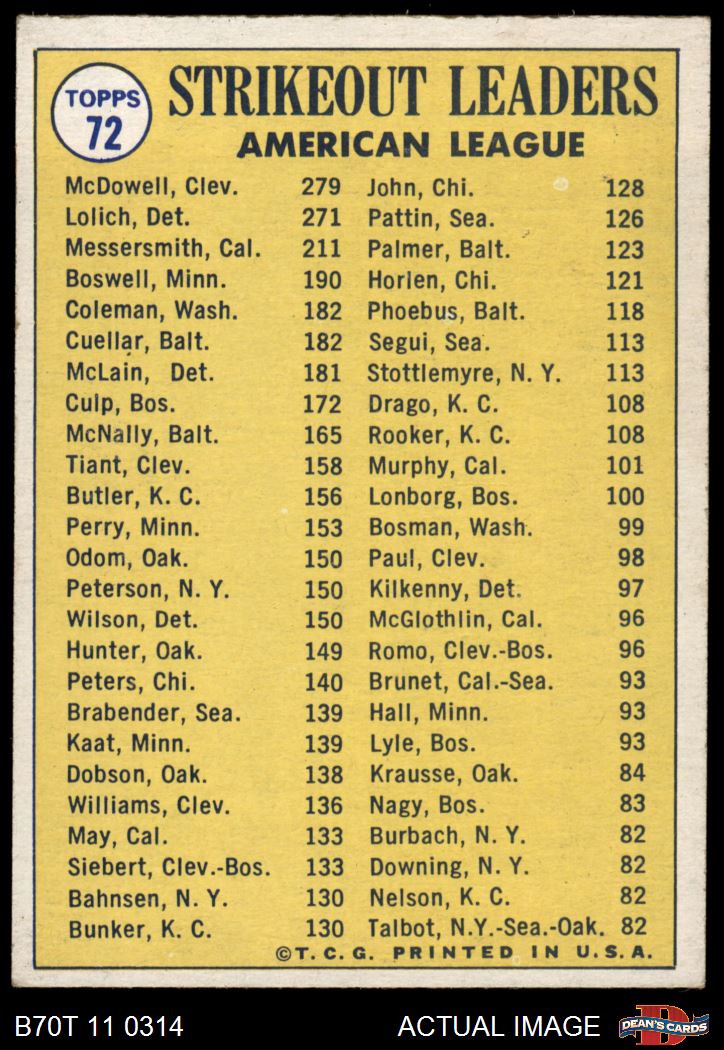 TOPPS
72
STRIKEOUT LEADERS
AMERICAN LEAGUE
McDowell, Clev. 279
Lolich, Det. 271
Messersmith, Cal. 211
Boswell, Minn. 190
Coleman, Wash. 182
Cuellar, Balt. 182
McLain, Det. 181
Culp, Bos. 172
McNally, Balt. 165
Tiant, Clev. 158
Butler, K. C. 156
Perry, Minn. 153
Odom, Oak. 150
Peterson, N. Y. 150
Wilson, Det. 150
Hunter, Oak. 149
Peters, Chi. 140
Brabender, Sea. 139
Kaat, Minn. 139
Dobson, Oak. 138
Williams, Clev. 136
May, Cal. 133
Siebert, Clev.-Bos. 133
Bahnsen, N. Y. 130
Bunker, K. C. 130
John, Chi. 128
Pattin, Sea. 126
Palmer, Balt. 123
Horlen, Chi. 121
Phoebus, Balt. 118
Segui, Sea. 113
Stottlemyre, N. Y. 113
Drago, K. C. 108
Rooker, K. C. 108
Murphy, Cal. 101
Lonborg, Bos. 100
Bosman, Wash. 99
Paul, Clev. 98
Kilkenny, Det. 97
McGlothlin, Cal. 96
Romo, Clev.-Bos. 96
Brunet, Cal.-Sea. 93
Hall, Minn. 93
Lyle, Bos. 93
Krausse, Oak. 84
Nagy, Bos. 83
Burbach, N. Y. 82
Downing, N. Y. 82
Nelson, K. C. 82
Talbot, N.Y.-Sea.-Oak. 82
©T. C. G. PRINTED IN U. S. A.
B70T 11 0314
ACTUAL IMAGE
D
DEAN'S CARDS